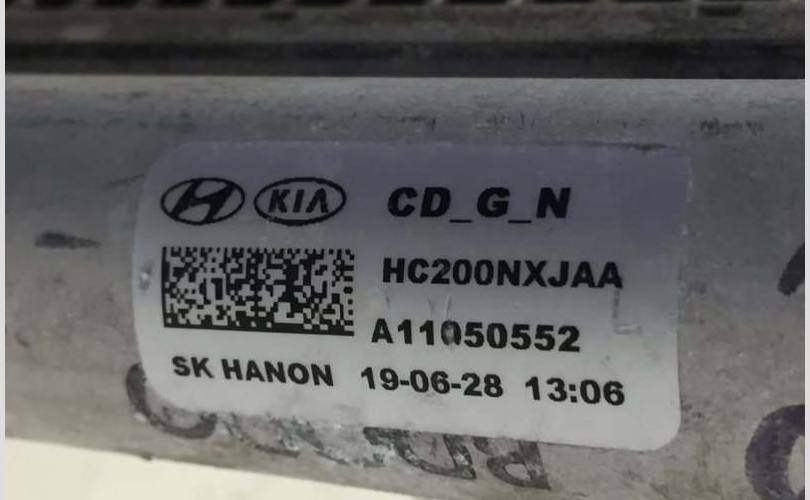 KIA CD_G_N
HC200NXJAA
A11050552
SK HANON 19-06-28 13:06